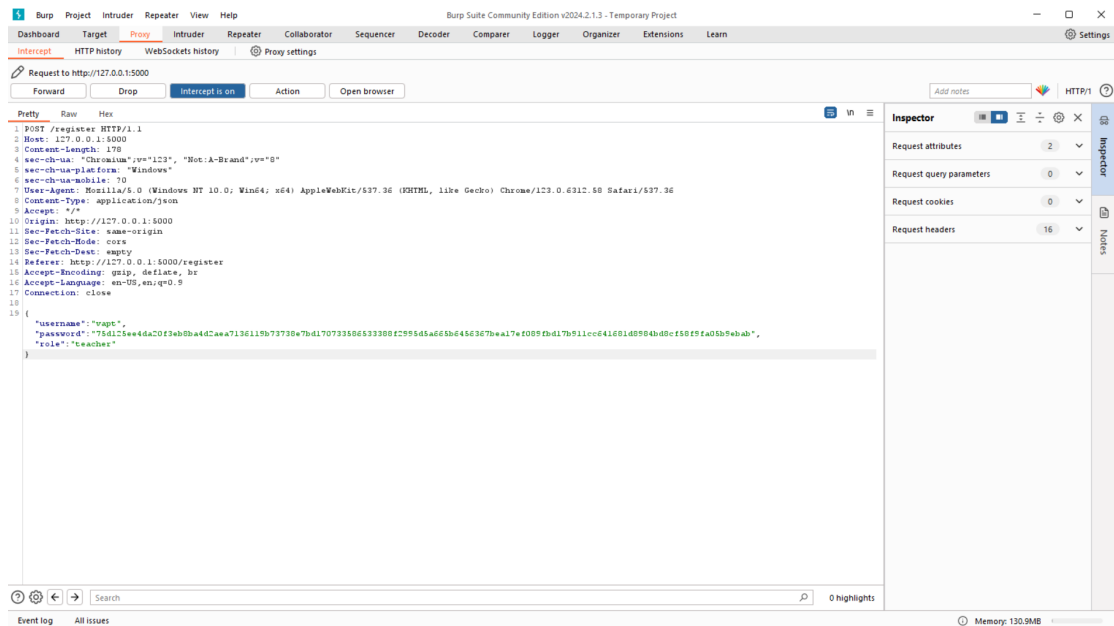 Burp Project Intruder Repeater View Help
Burp Suite Community Edition v2024.2.1.3 - Temporary Project
Dashboard Target Proxy Intruder Repeater Collaborator Sequencer Decoder Comparer Logger Organizer Extensions Learn
Settings
Intercept HTTP history WebSockets history Proxy settings
Request to http://127.0.0.1:5000
Forward Drop Intercept is on Action Open browser
Add notes
HTTP/1
Pretty Raw Hex
\n
1 POST /register HTTP/1.1
2 Host: 127.0.0.1:5000
3 Content-Length: 178
4 sec-ch-ua: "Chromium";v="123", "Not:A-Brand";v="8"
5 sec-ch-ua-platform: "Windows"
6 sec-ch-ua-mobile: ?0
7 User-Agent: Mozilla/5.0 (Windows NT 10.0; Win64; x64) AppleWebKit/537.36 (KHTML, like Gecko) Chrome/123.0.6312.58 Safari/537.36
8 Content-Type: application/json
9 Accept: */*
10 Origin: http://127.0.0.1:5000
11 Sec-Fetch-Site: same-origin
12 Sec-Fetch-Mode: cors
13 Sec-Fetch-Dest: empty
14 Referer: http://127.0.0.1:5000/register
15 Accept-Encoding: gzip, deflate, br
16 Accept-Language: en-US,en;q=0.9
17 Connection: close
18
19 {
"username":"vapt",
"password":
"role":"teacher"
}
Inspector
Request attributes 2
Request query parameters 0
Request cookies 0
Request headers 16
Inspector
Notes
Search
0 highlights
Event log All issues
Memory: 130.9MB